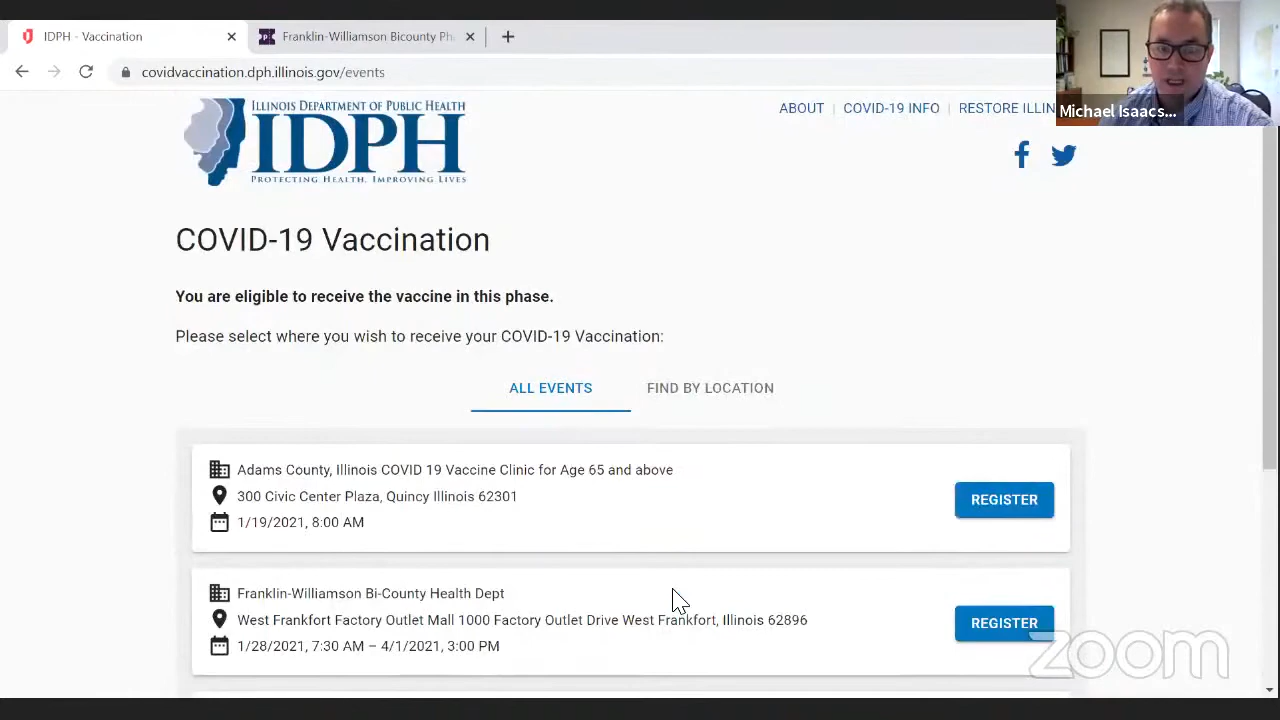 IDPH - Vaccination
Franklin-Williamson Bicounty Ph
covidvaccination.dph.illinois.gov/events
Michael Isaacs...
ILLINOIS DEPARTMENT OF PUBLIC HEALTH
IDPH
PROTECTING HEALTH, IMPROVING LIVES
ABOUT | COVID-19 INFO | RESTORE ILLIN
COVID-19 Vaccination
You are eligible to receive the vaccine in this phase.
Please select where you wish to receive your COVID-19 Vaccination:
ALL EVENTS FIND BY LOCATION
Adams County, Illinois COVID 19 Vaccine Clinic for Age 65 and above
300 Civic Center Plaza, Quincy Illinois 62301
1/19/2021, 8:00 AM
REGISTER
Franklin-Williamson Bi-County Health Dept
West Frankfort Factory Outlet Mall 1000 Factory Outlet Drive West Frankfort, Illinois 62896
1/28/2021, 7:30 AM – 4/1/2021, 3:00 PM
REGISTER
zoom